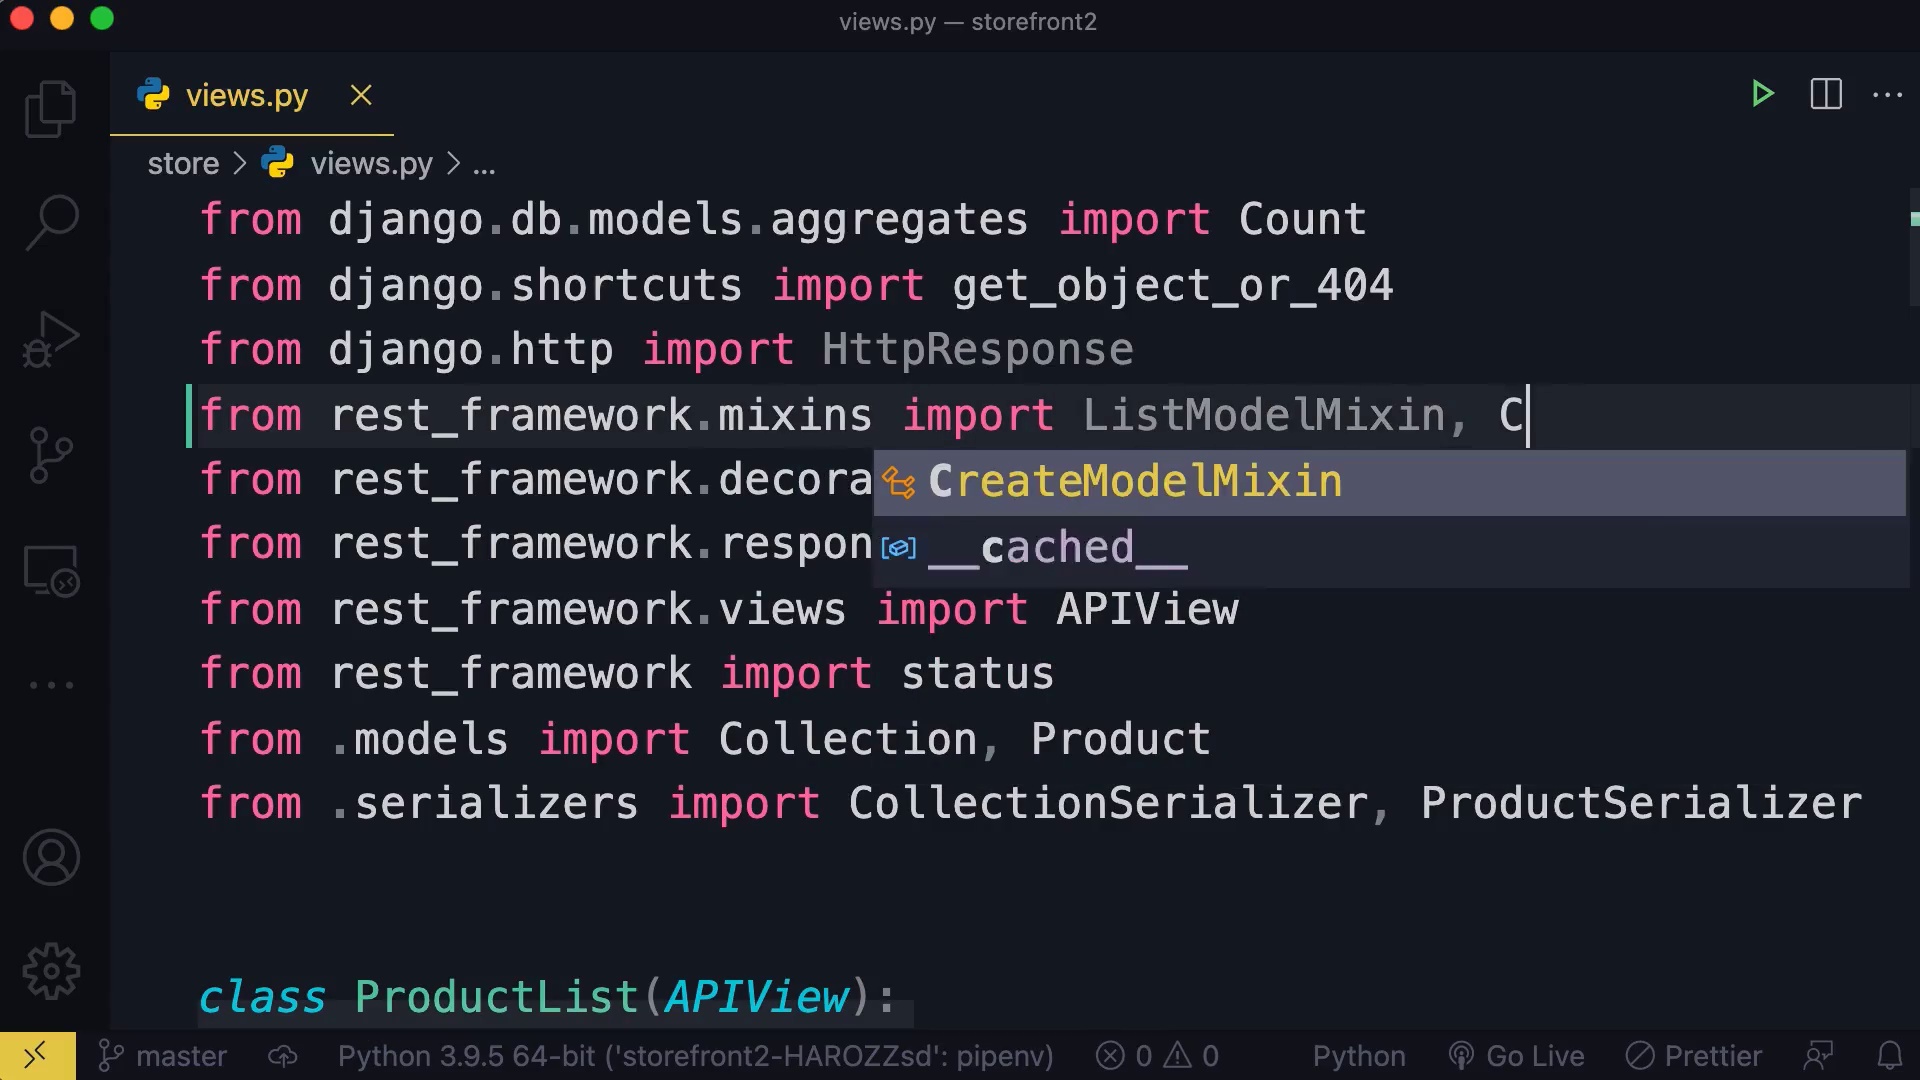 views.py — storefront2
views.py
store > views.py > ...
from django.db.models.aggregates import Count
from django.shortcuts import get_object_or_404
from django.http import HttpResponse
from rest_framework.mixins import ListModelMixin, C
from rest_framework.decora
CreateModelMixin
from rest_framework.respon
__cached__
from rest_framework.views import APIView
from rest_framework import status
from .models import Collection, Product
from .serializers import CollectionSerializer, ProductSerializer
class ProductList(APIView):
master Python 3.9.5 64-bit ('storefront2-HAROZZsd': pipenv) 0 0 Python Go Live Prettier